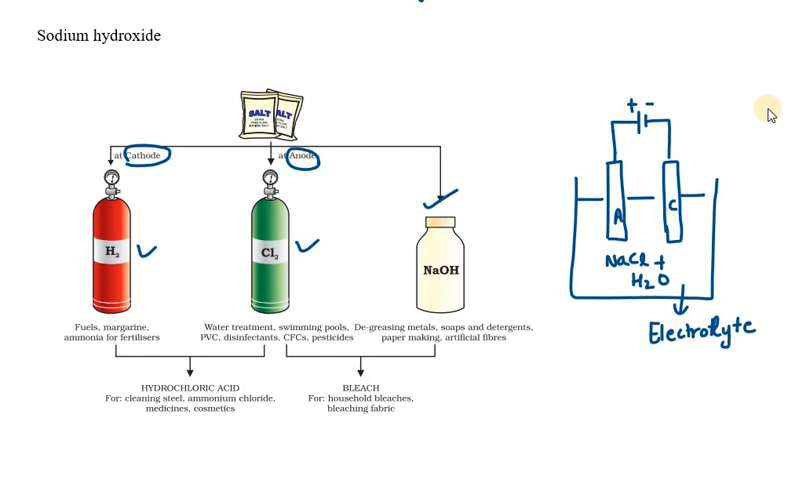 Sodium hydroxide
SALT
ALT
at Cathode
at Anode
H₂
Cl₂
NaOH
Fuels, margarine,
ammonia for fertilisers
Water treatment, swimming pools,
PVC, disinfectants, CFCs, pesticides
De-greasing metals, soaps and detergents,
paper making, artificial fibres
HYDROCHLORIC ACID
For: cleaning steel, ammonium chloride,
medicines, cosmetics
BLEACH
For: household bleaches,
bleaching fabric
+ -
A
C
NaCl +
H₂O
Electrolyte